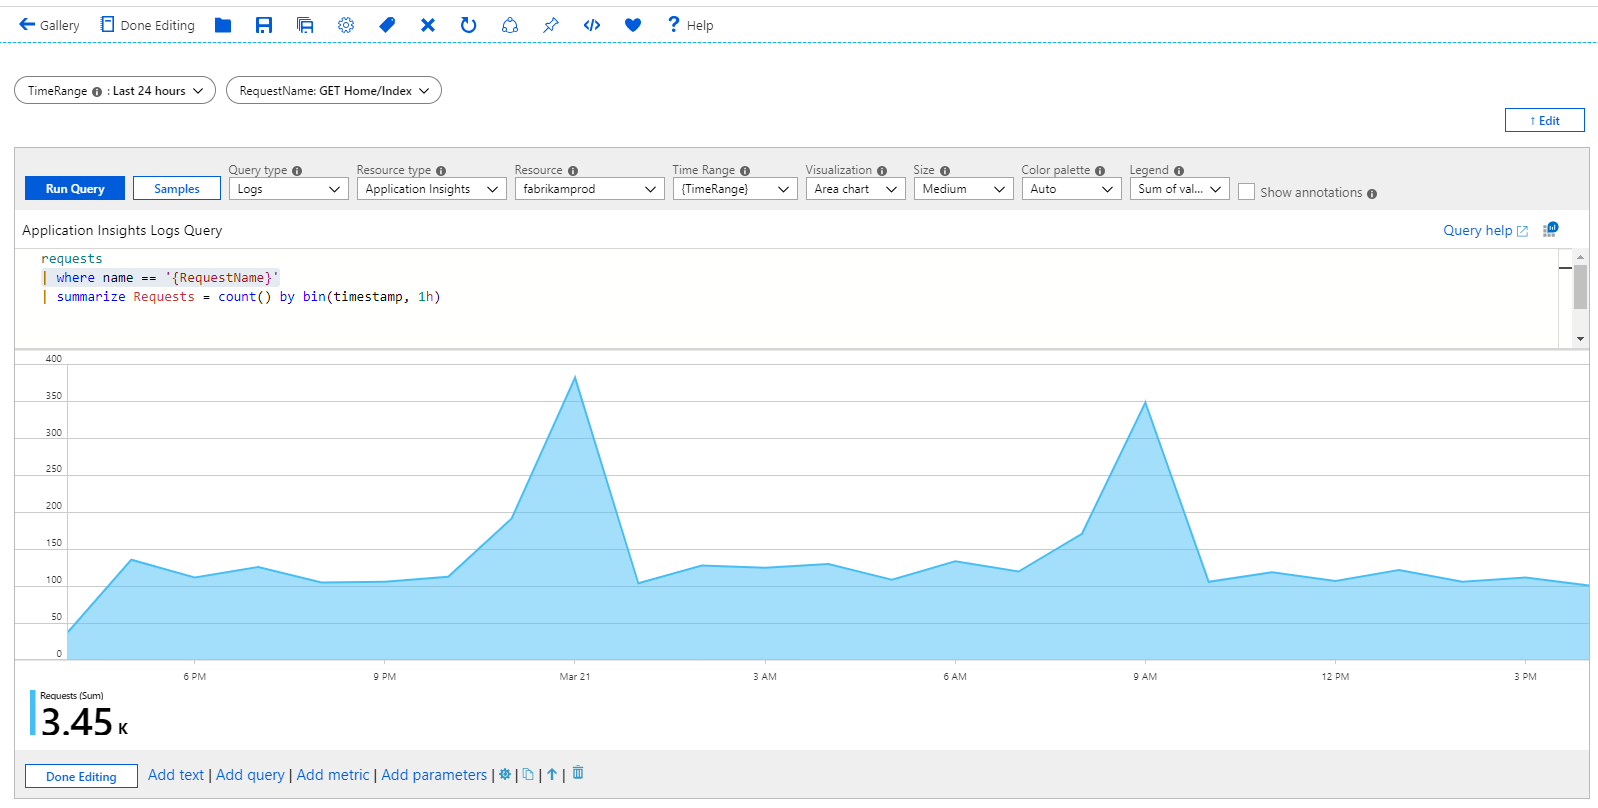 Gallery Done Editing Help
TimeRange : Last 24 hours RequestName: GET Home/Index
↑ Edit
Query type Resource type Resource Time Range Visualization Size Color palette Legend
Run Query Samples Logs Application Insights fabrikamprod {TimeRange} Area chart Medium Auto Sum of val... Show annotations
Application Insights Logs Query Query help
requests
| where name == '{RequestName}'
| summarize Requests = count() by bin(timestamp, 1h)
400
350
300
250
200
150
100
50
0
6 PM 9 PM Mar 21 3 AM 6 AM 9 AM 12 PM 3 PM
Requests (Sum)
3.45 K
Done Editing Add text | Add query | Add metric | Add parameters | | | |